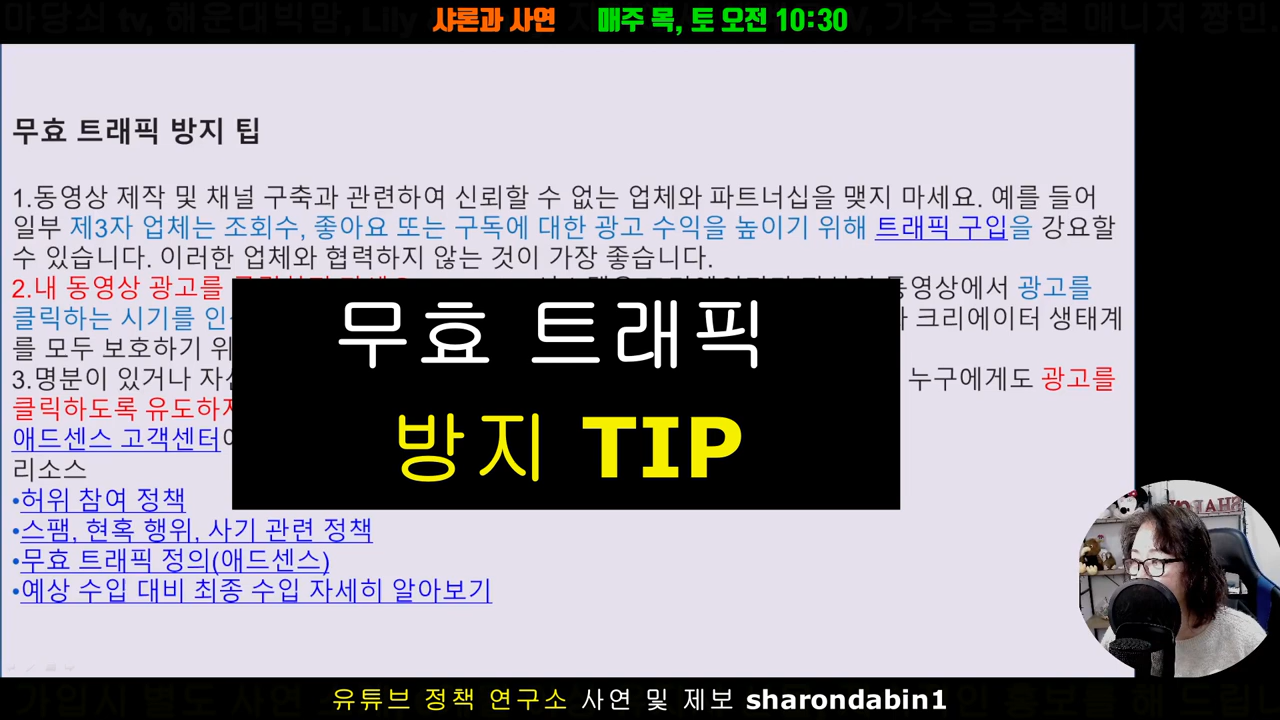 샤론과 사연 매주 목, 토 오전 10:30
무효 트래픽 방지 팁
1.동영상 제작 및 채널 구축과 관련하여 신뢰할 수 없는 업체와 파트너십을 맺지 마세요. 예를 들어
일부 제3자 업체는 조회수, 좋아요 또는 구독에 대한 광고 수익을 높이기 위해 트래픽 구입을 강요할
수 있습니다. 이러한 업체와 협력하지 않는 것이 가장 좋습니다.
2.내 동영상 광고를 동영상에서 광고를
클릭하는 시기를 크리에이터 생태계
를 모두 보호하기
3.명분이 있거나 누구에게도 광고를
클릭하도록
애드센스 고객센터
리소스
•허위 참여 정책
•스팸, 현혹 행위, 사기 관련 정책
•무효 트래픽 정의(애드센스)
•예상 수입 대비 최종 수입 자세히 알아보기
무효 트래픽
방지 TIP
유튜브 정책 연구소 사연 및 제보 sharondabin1